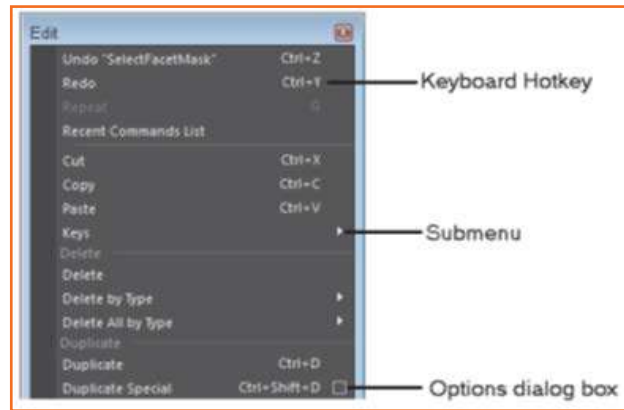 Edit
Undo "SelectFacetMask" Ctrl+Z
Redo Ctrl+Y Keyboard Hotkey
Repeat G
Recent Commands List
Cut Ctrl+X
Copy Ctrl+C
Paste Ctrl+V
Keys Submenu
Delete
Delete
Delete by Type
Delete All by Type
Duplicate
Duplicate Ctrl+D
Duplicate Special Ctrl+Shift+D Options dialog box